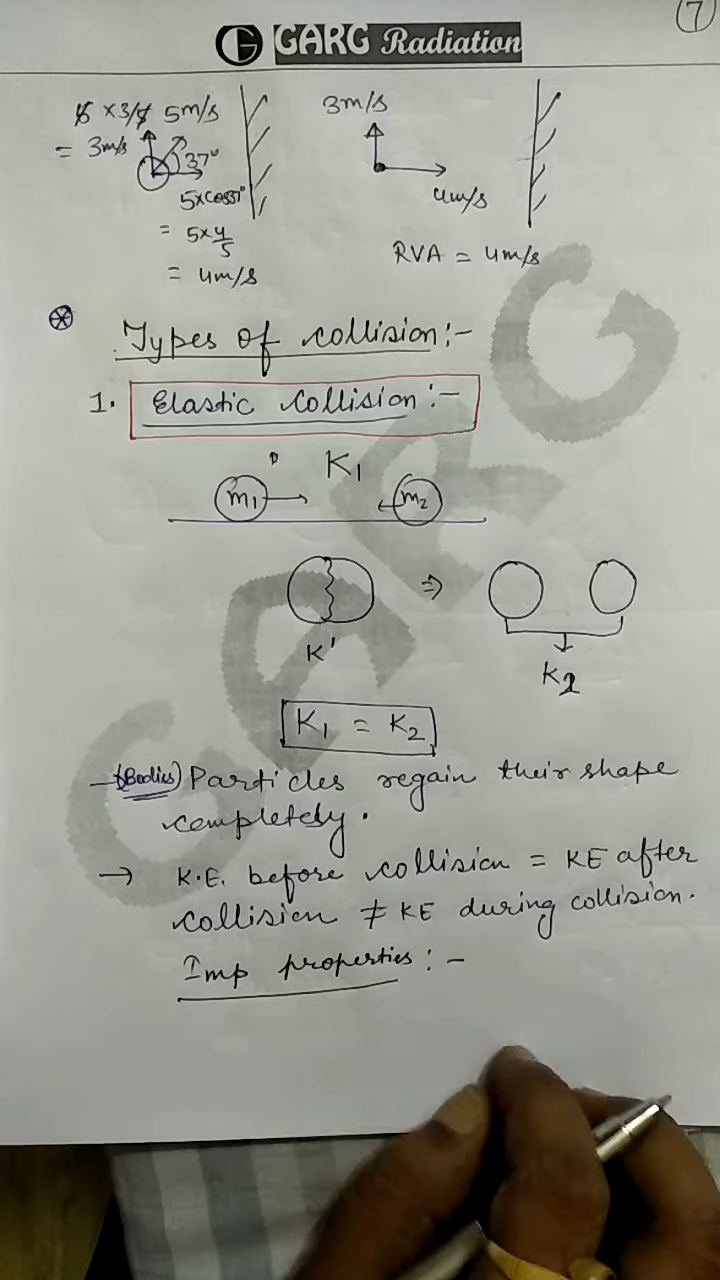 7
G GARG Radiation
5 × 3/5 5m/s
= 3m/s
37°
5×cos37°
= 5×4/5
= 4m/s
3m/s
4m/s
RVA = 4m/s
Types of collision:-
1. Elastic Collision:-
K1
m1 m2
K' ⇒ K2
K1 = K2
→ (Bodies) Particles regain their shape
completely.
→ K.E. before collision = KE after
collision ≠ KE during collision.
Imp properties:-
GARG